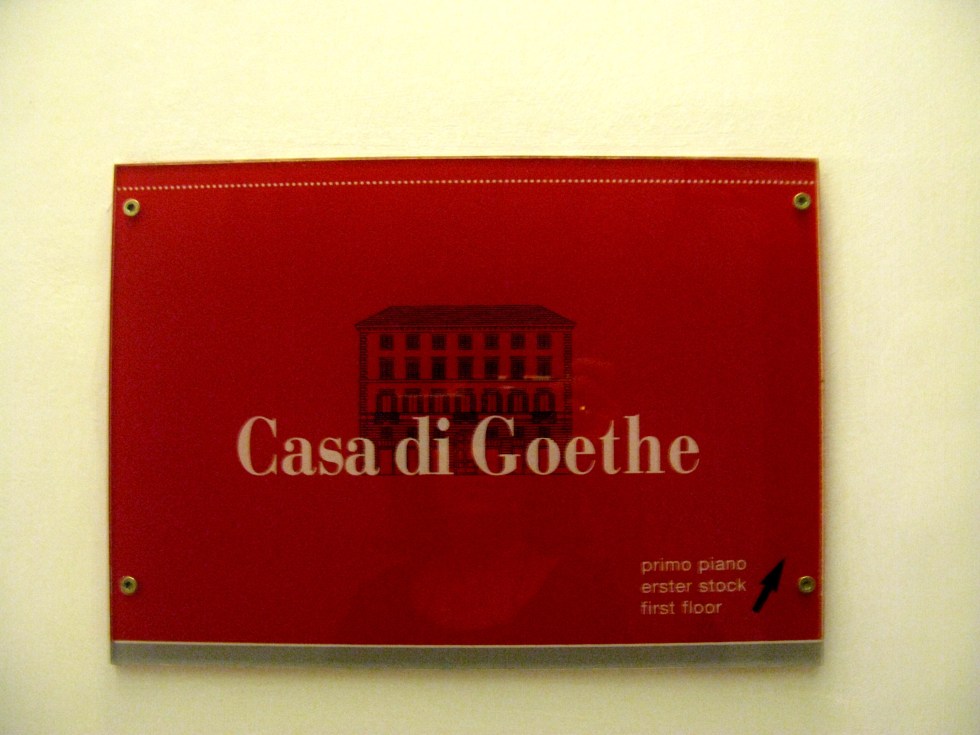 Casa di Goethe
primo piano
erster stock
first floor